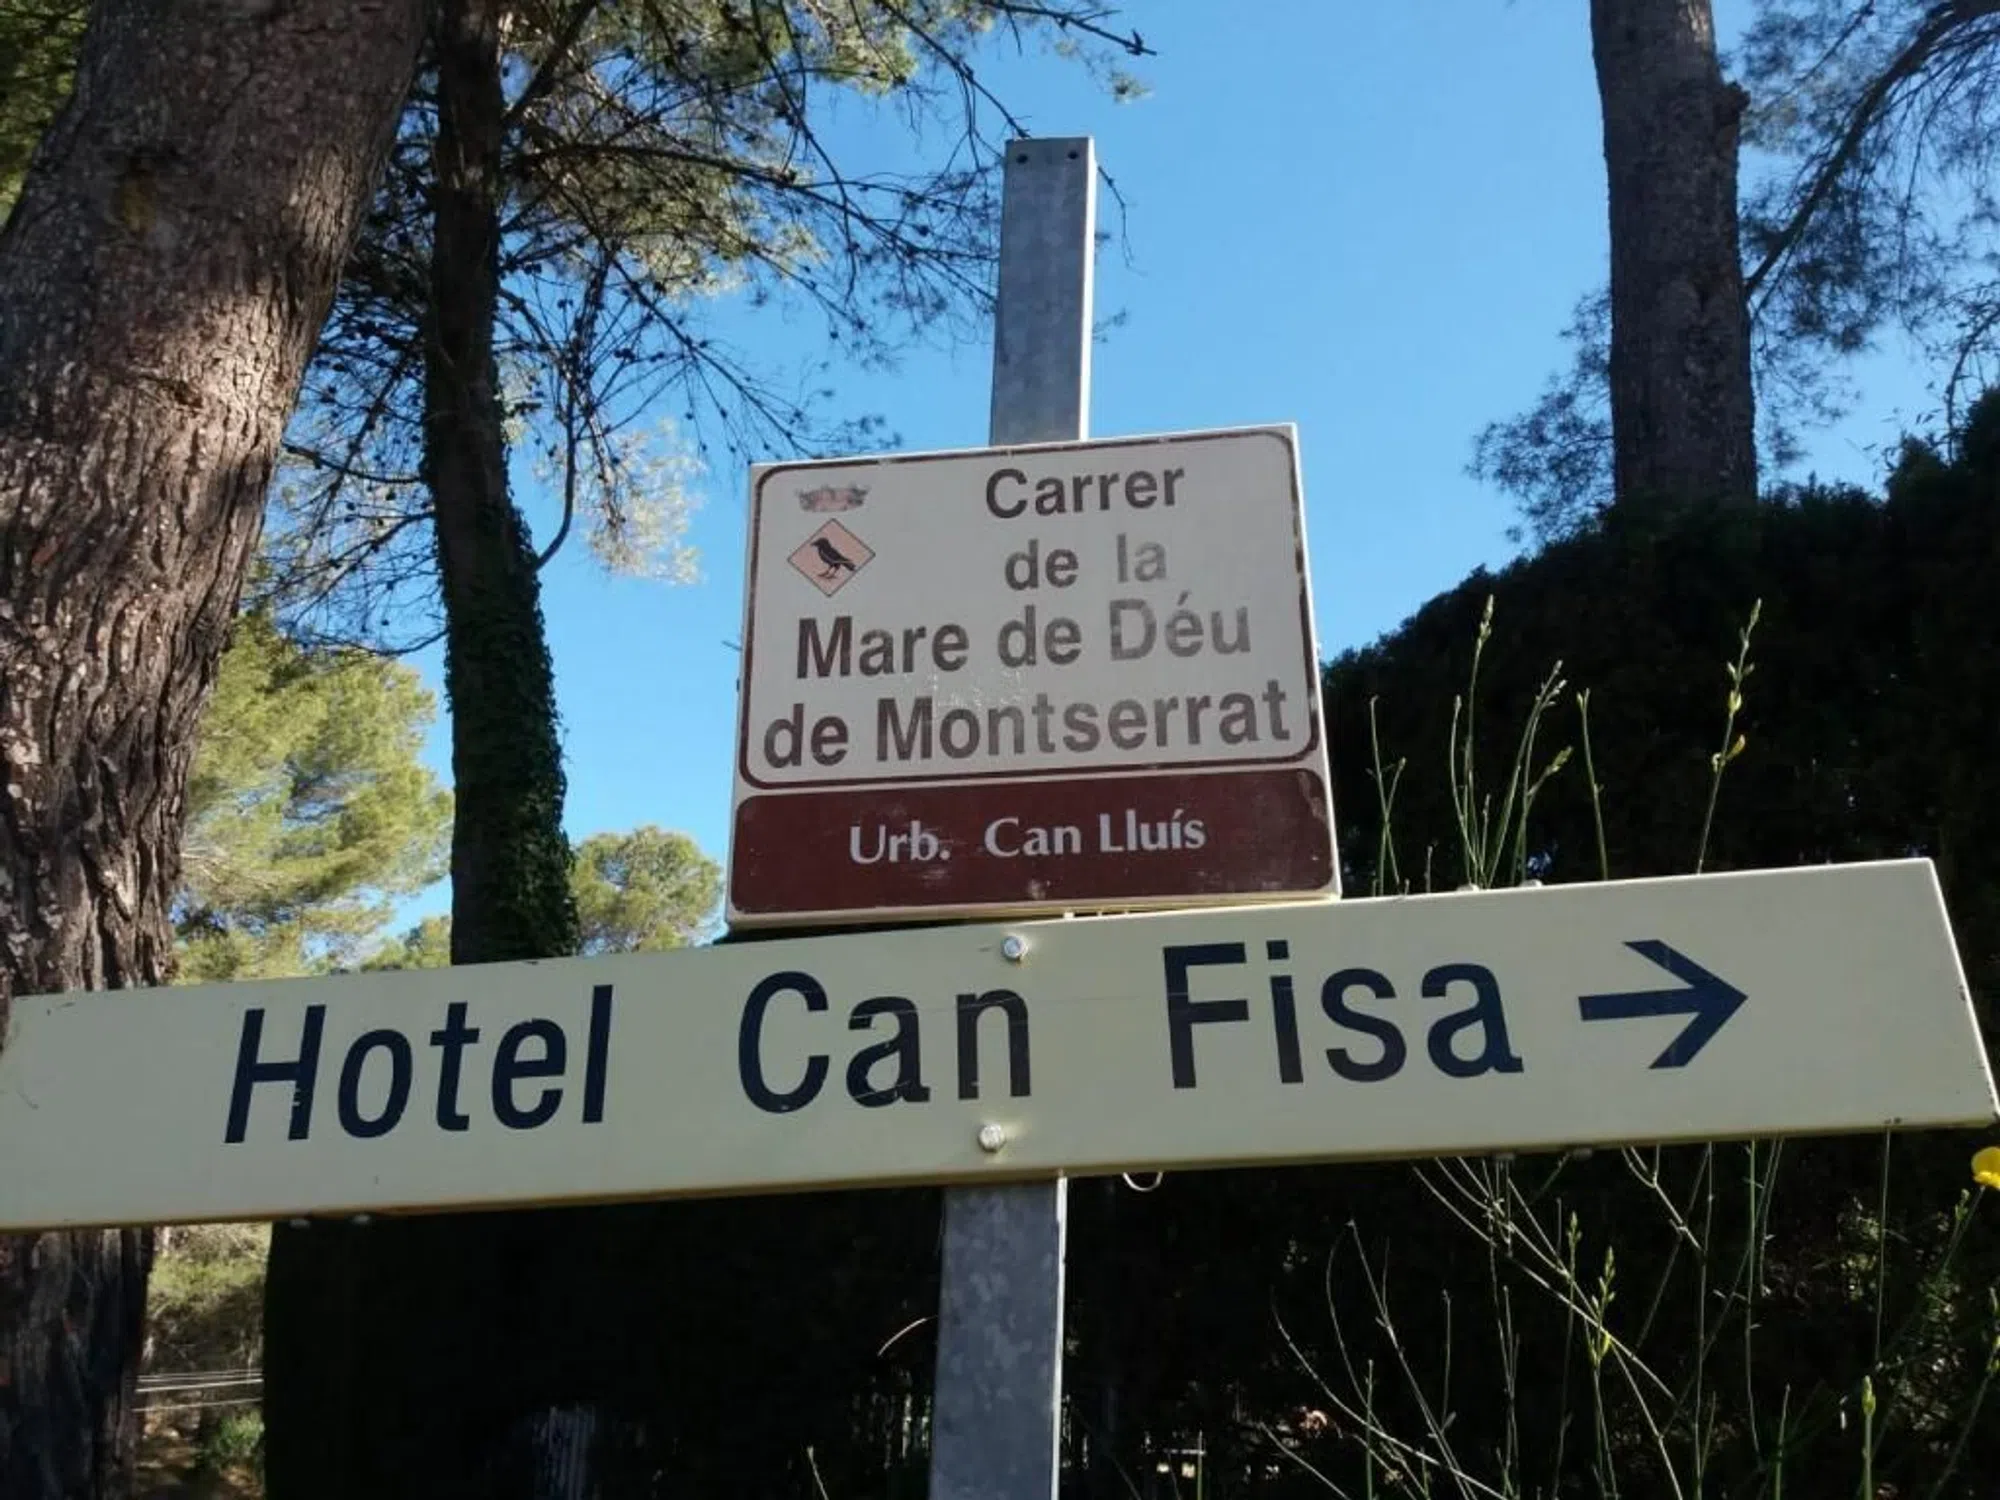 Carrer
de la
Mare de Déu
de Montserrat
Urb. Can Lluís
Hotel Can Fisa →